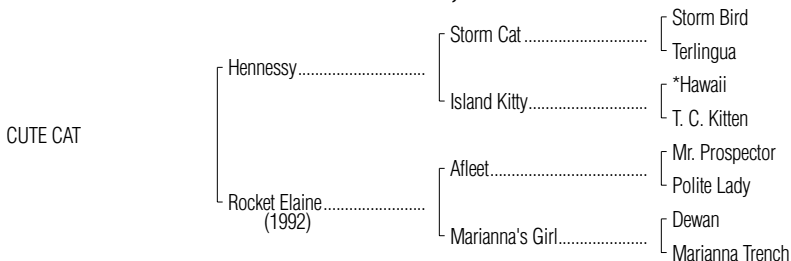 CUTE CAT
Hennessy
Rocket Elaine
(1992)
Storm Cat
Island Kitty
Afleet
Marianna's Girl
Storm Bird
Terlingua
*Hawaii
T. C. Kitten
Mr. Prospector
Polite Lady
Dewan
Marianna Trench